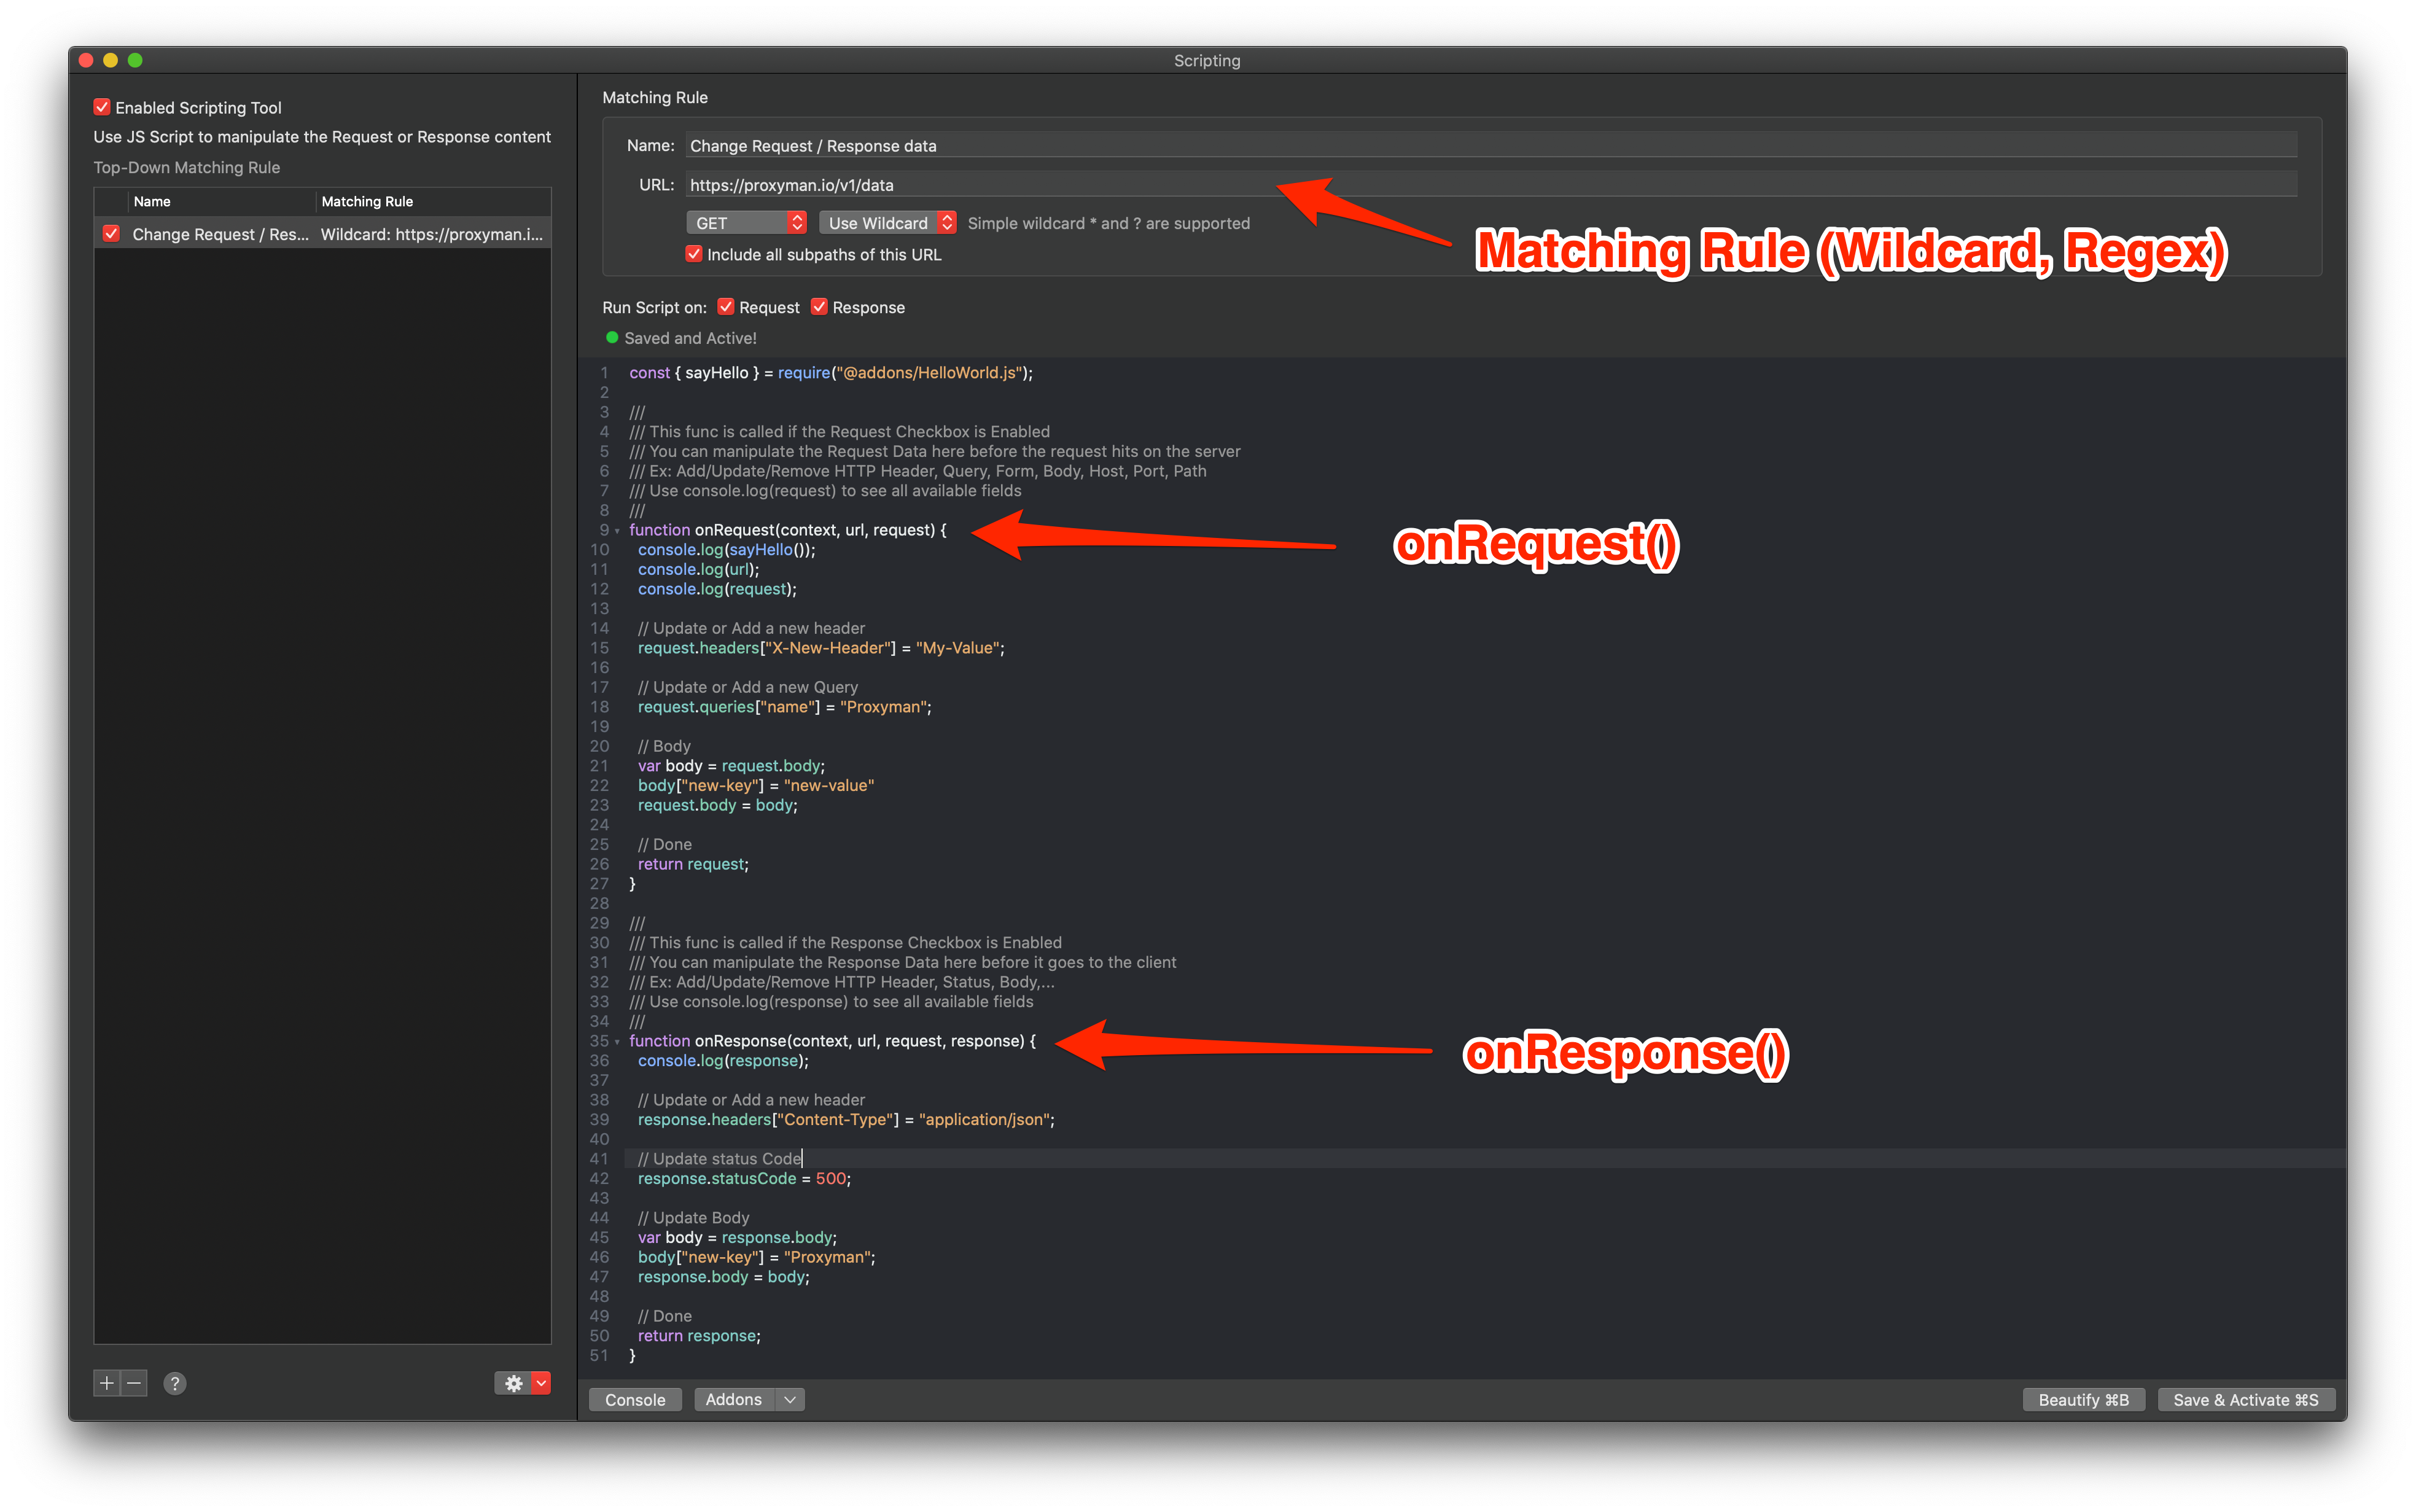 Scripting
Enabled Scripting Tool
Use JS Script to manipulate the Request or Response content
Top-Down Matching Rule
Name Matching Rule
Change Request / Res... Wildcard: https://proxyman.i...
Matching Rule
Name: Change Request / Response data
URL: https://proxyman.io/v1/data
GET Use Wildcard Simple wildcard * and ? are supported
Include all subpaths of this URL
Matching Rule (Wildcard, Regex)
Run Script on: Request Response
Saved and Active!
1 const { sayHello } = require("@addons/HelloWorld.js");
2
3 ///
4 /// This func is called if the Request Checkbox is Enabled
5 /// You can manipulate the Request Data here before the request hits on the server
6 /// Ex: Add/Update/Remove HTTP Header, Query, Form, Body, Host, Port, Path
7 /// Use console.log(request) to see all available fields
8 ///
9 function onRequest(context, url, request) {
onRequest()
10 console.log(sayHello());
11 console.log(url);
12 console.log(request);
13
14 // Update or Add a new header
15 request.headers["X-New-Header"] = "My-Value";
16
17 // Update or Add a new Query
18 request.queries["name"] = "Proxyman";
19
20 // Body
21 var body = request.body;
22 body["new-key"] = "new-value"
23 request.body = body;
24
25 // Done
26 return request;
27 }
28
29 ///
30 /// This func is called if the Response Checkbox is Enabled
31 /// You can manipulate the Response Data here before it goes to the client
32 /// Ex: Add/Update/Remove HTTP Header, Status, Body,...
33 /// Use console.log(response) to see all available fields
34 ///
35 function onResponse(context, url, request, response) {
onResponse()
36 console.log(response);
37
38 // Update or Add a new header
39 response.headers["Content-Type"] = "application/json";
40
41 // Update status Code
42 response.statusCode = 500;
43
44 // Update Body
45 var body = response.body;
46 body["new-key"] = "Proxyman";
47 response.body = body;
48
49 // Done
50 return response;
51 }
+ − ?
Console Addons Beautify ⌘B Save & Activate ⌘S